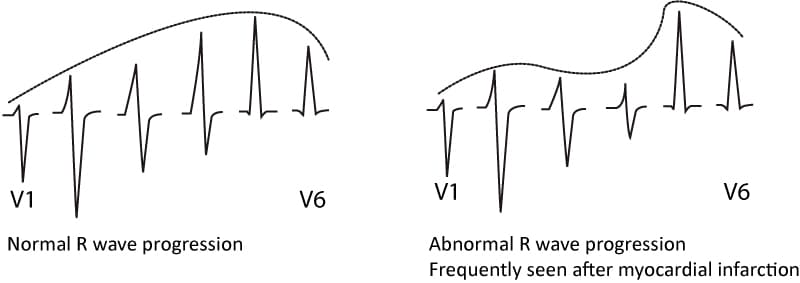 V1
V6
Normal R wave progression
V1
V6
Abnormal R wave progression
Frequently seen after myocardial infarction